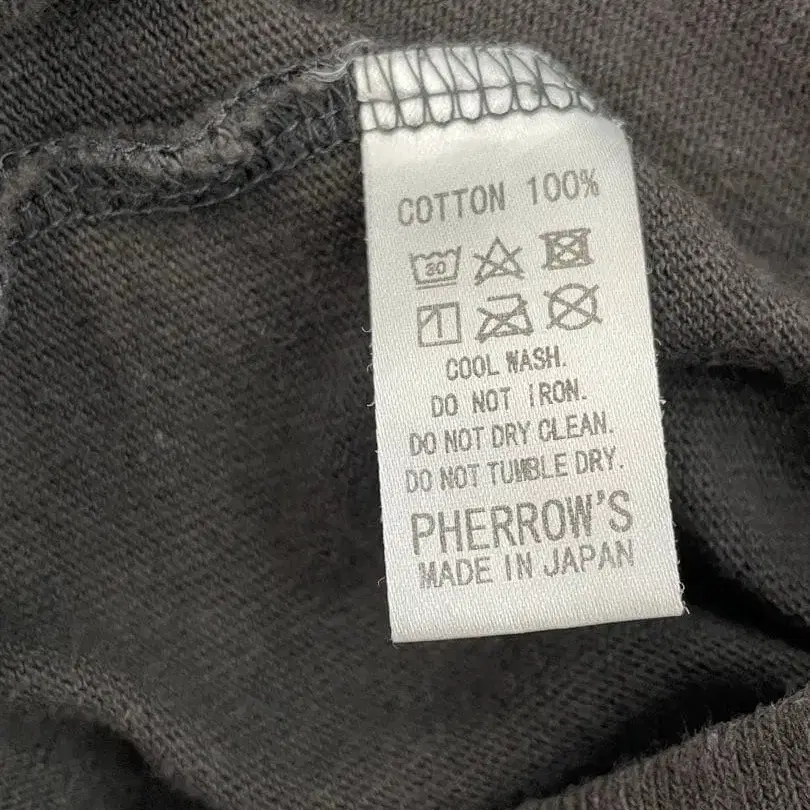 COTTON 100%
30
COOL WASH.
DO NOT IRON.
DO NOT DRY CLEAN.
DO NOT TUMBLE DRY.
PHERROW'S
MADE IN JAPAN